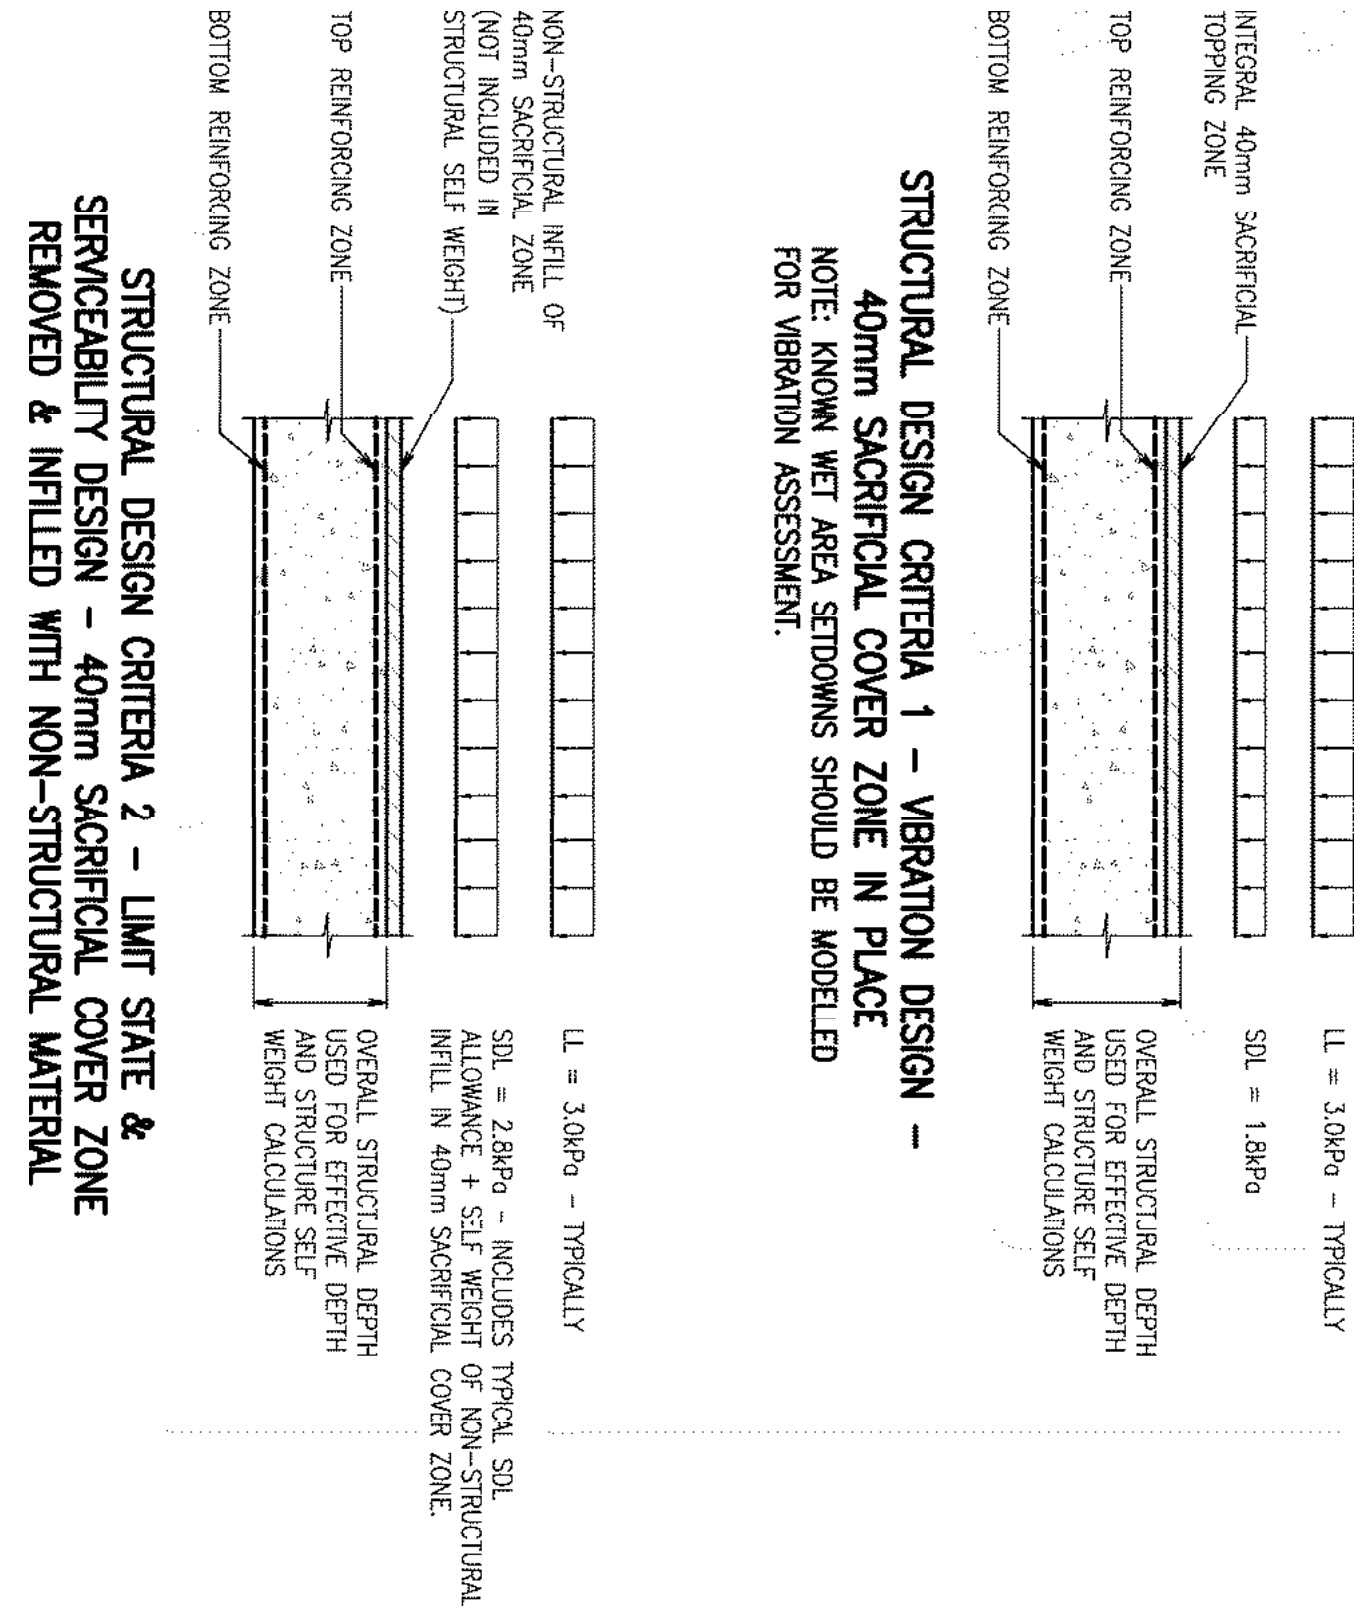 LL = 3.0kPa - TYPICALLY
SDL = 1.8kPa
INTEGRAL 40mm SACRIFICIAL
TOPPING ZONE
TOP REINFORCING ZONE
BOTTOM REINFORCING ZONE
OVERALL STRUCTURAL DEPTH
USED FOR EFFECTIVE DEPTH
AND STRUCTURE SELF
WEIGHT CALCULATIONS
STRUCTURAL DESIGN CRITERIA 1 - VIBRATION DESIGN -
40mm SACRIFICIAL COVER ZONE IN PLACE
NOTE: KNOWN WET AREA SETDOWNS SHOULD BE MODELLED
FOR VIBRATION ASSESSMENT.
LL = 3.0kPa - TYPICALLY
SDL = 2.8kPa - INCLUDES TYPICAL SDL
ALLOWANCE + SELF WEIGHT OF NON-STRUCTURAL
INFILL IN 40mm SACRIFICIAL COVER ZONE.
NON-STRUCTURAL INFILL OF
40mm SACRIFICIAL ZONE
(NOT INCLUDED IN
STRUCTURAL SELF WEIGHT)
TOP REINFORCING ZONE
BOTTOM REINFORCING ZONE
OVERALL STRUCTURAL DEPTH
USED FOR EFFECTIVE DEPTH
AND STRUCTURE SELF
WEIGHT CALCULATIONS
STRUCTURAL DESIGN CRITERIA 2 - LIMIT STATE &
SERVICEABILITY DESIGN - 40mm SACRIFICIAL COVER ZONE
REMOVED & INFILLED WITH NON-STRUCTURAL MATERIAL